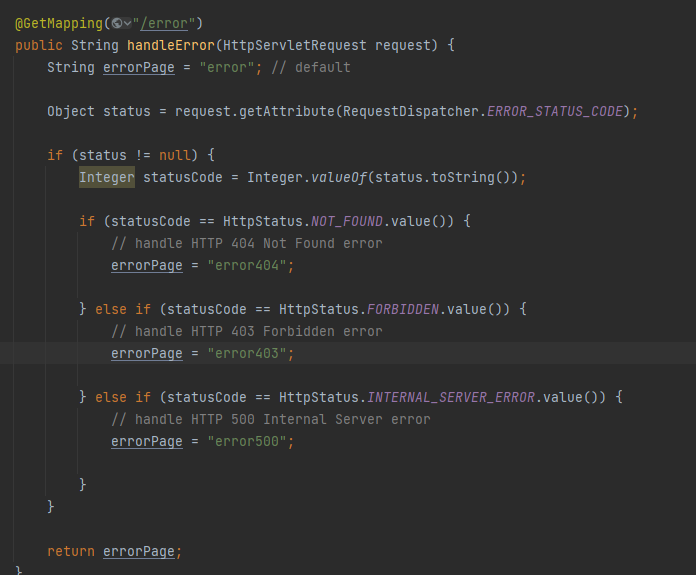 @GetMapping("/error")
public String handleError(HttpServletRequest request) {
String errorPage = "error"; // default
Object status = request.getAttribute(RequestDispatcher.ERROR_STATUS_CODE);
if (status != null) {
Integer statusCode = Integer.valueOf(status.toString());
if (statusCode == HttpStatus.NOT_FOUND.value()) {
// handle HTTP 404 Not Found error
errorPage = "error404";
} else if (statusCode == HttpStatus.FORBIDDEN.value()) {
// handle HTTP 403 Forbidden error
errorPage = "error403";
} else if (statusCode == HttpStatus.INTERNAL_SERVER_ERROR.value()) {
// handle HTTP 500 Internal Server error
errorPage = "error500";
}
}
return errorPage;
}